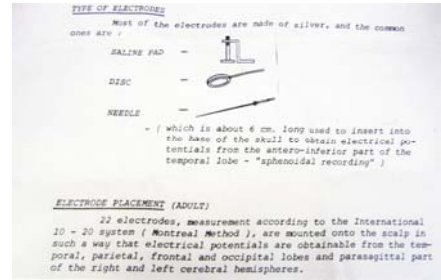 TYPE OF ELECTRODES
Most of the electrodes are made of silver, and the common
ones are ;
SALINE PAD -
DISC -
NEEDLE -
- ( which is about 6 cm. long used to insert into
the base of the skull to obtain electrical po-
tentials from the antero-inferior part of the
temporal lobe - "sphenoidal recording" )
ELECTRODE PLACEMENT (ADULT)
22 electrodes, measurement according to the International
10 - 20 system ( Montreal Method ), are mounted onto the scalp in
such a way that electrical potentials are obtainable from the tem-
poral, parietal, frontal and occipital lobes and parasagittal part
of the right and left cerebral hemispheres.